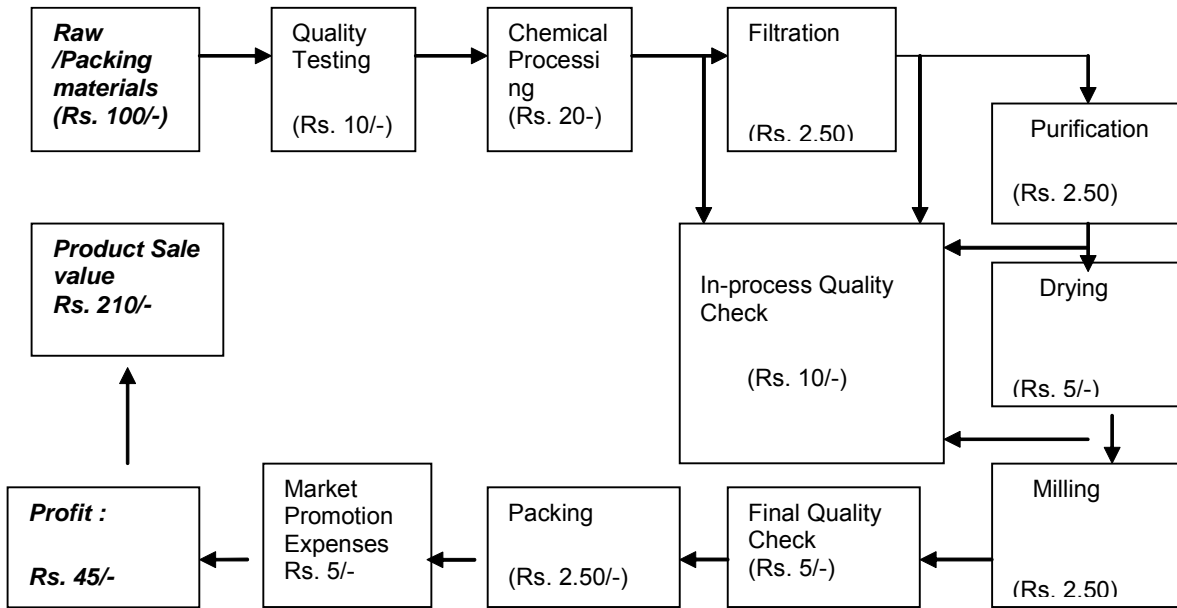 Raw
/Packing
materials
(Rs. 100/-)
Quality
Testing
(Rs. 10/-)
Chemical
Processi
ng
(Rs. 20-)
Filtration
(Rs. 2.50)
Purification
(Rs. 2.50)
Product Sale
value
Rs. 210/-
In-process Quality
Check
(Rs. 10/-)
Drying
(Rs. 5/-)
Profit :
Rs. 45/-
Market
Promotion
Expenses
Rs. 5/-
Packing
(Rs. 2.50/-)
Final Quality
Check
(Rs. 5/-)
Milling
(Rs. 2.50)